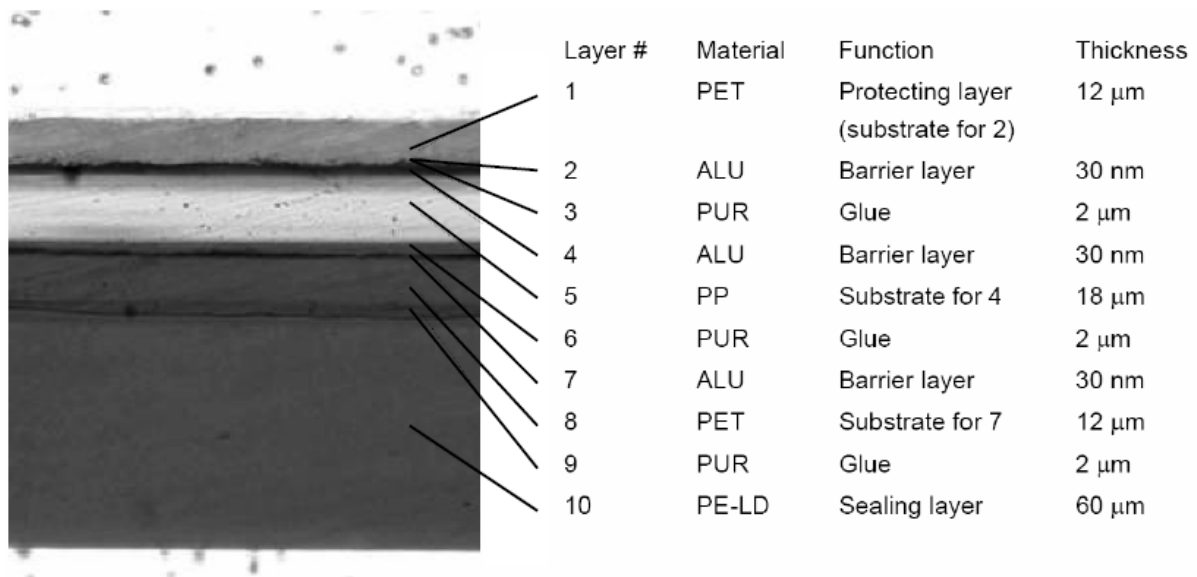 Layer # Material Function Thickness
1 PET Protecting layer 12 μm
(substrate for 2)
2 ALU Barrier layer 30 nm
3 PUR Glue 2 μm
4 ALU Barrier layer 30 nm
5 PP Substrate for 4 18 μm
6 PUR Glue 2 μm
7 ALU Barrier layer 30 nm
8 PET Substrate for 7 12 μm
9 PUR Glue 2 μm
10 PE-LD Sealing layer 60 μm